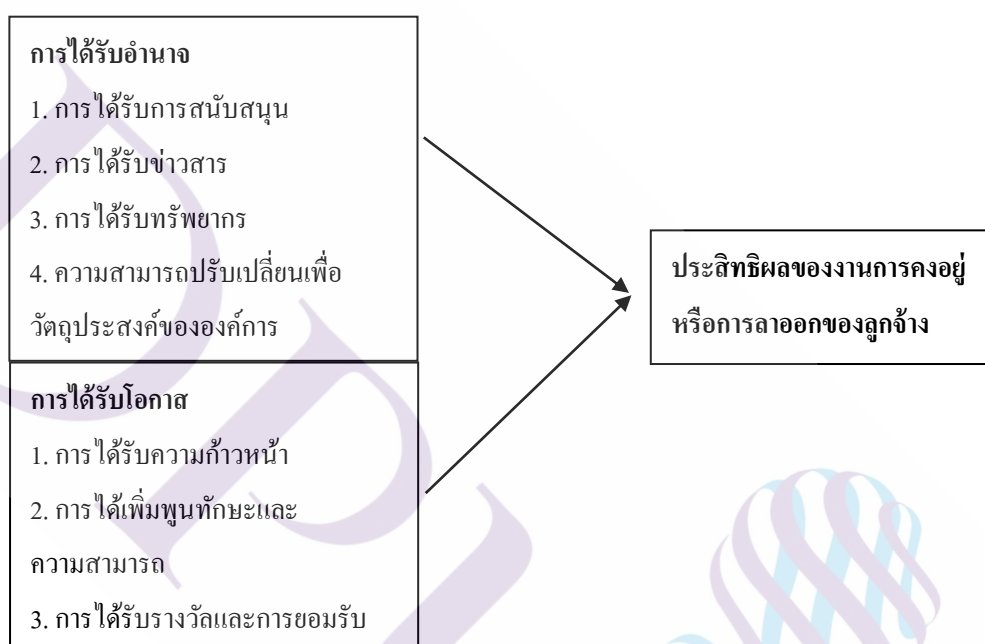 การได้รับอำนาจ
1. การได้รับการสนับสนุน
2. การได้รับข่าวสาร
3. การได้รับทรัพยากร
4. ความสามารถปรับเปลี่ยนเพื่อ
วัตถุประสงค์ขององค์การ
การได้รับโอกาส
1. การได้รับความก้าวหน้า
2. การได้เพิ่มพูนทักษะและ
ความสามารถ
3. การได้รับรางวัลและการยอมรับ
ประสิทธิผลของงานการคงอยู่
หรือการลาออกของลูกจ้าง